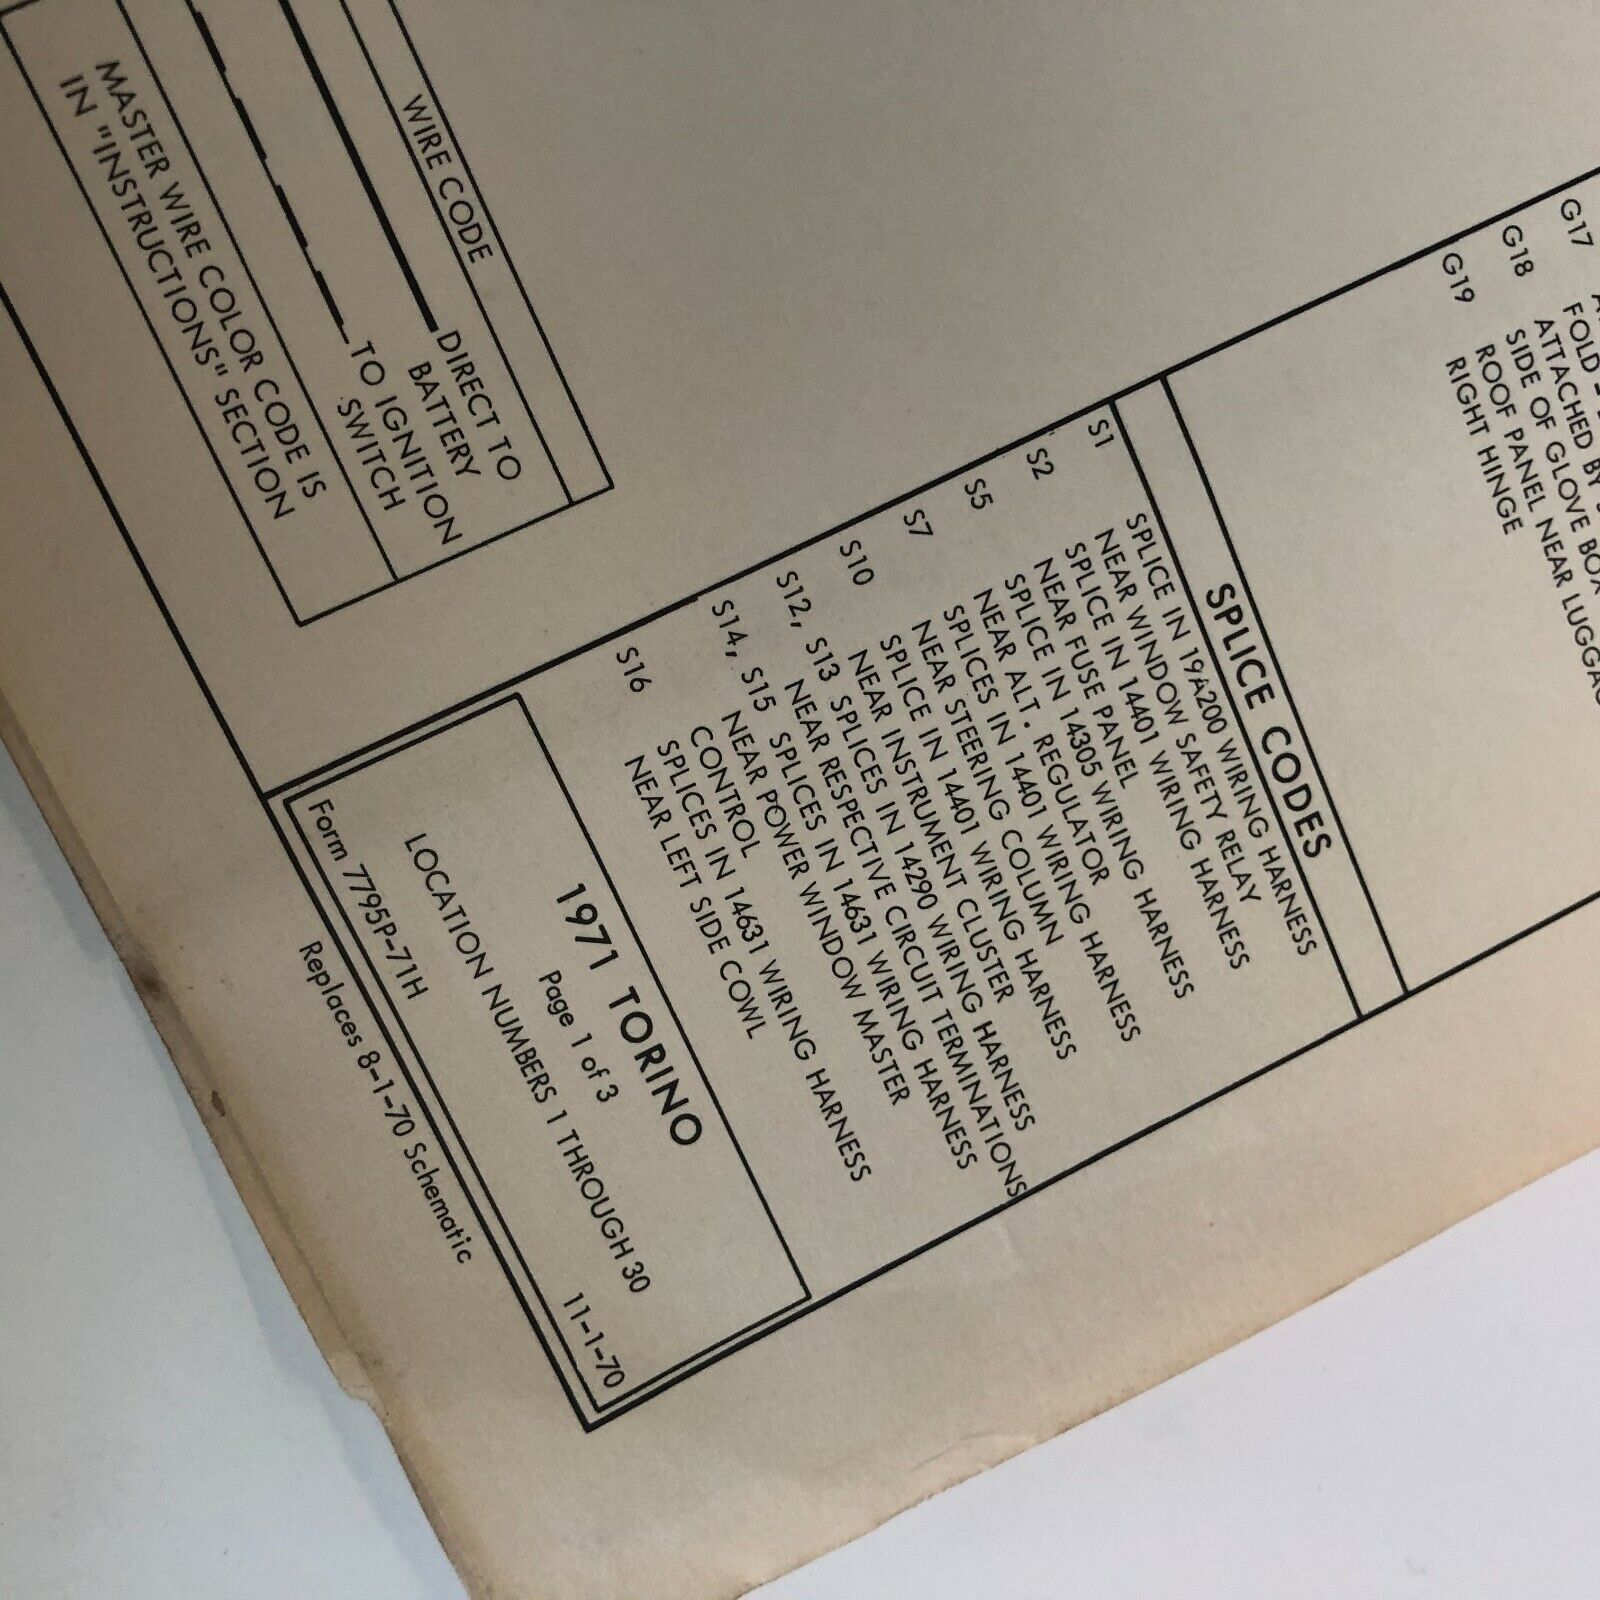 G17
FOLD
G18 ATTACHED BY
SIDE OF GLOVE BOX
G19 ROOF PANEL NEAR
RIGHT HINGE
SPLICE CODES
S1 SPLICE IN 19A200 WIRING HARNESS
NEAR WINDOW SAFETY RELAY
S2 SPLICE IN 14401 WIRING HARNESS
NEAR FUSE PANEL
S5 SPLICE IN 14305 WIRING HARNESS
NEAR ALT. REGULATOR
S7 SPLICES IN 14401 WIRING HARNESS
NEAR STEERING COLUMN
S10 SPLICE IN 14401 WIRING HARNESS
NEAR INSTRUMENT CLUSTER
S12, S13 SPLICES IN 14290 WIRING HARNESS
NEAR RESPECTIVE CIRCUIT TERMINATIONS
S14, S15 SPLICES IN 14631 WIRING HARNESS
NEAR POWER WINDOW MASTER
CONTROL
S16 SPLICES IN 14631 WIRING HARNESS
NEAR LEFT SIDE COWL
WIRE CODE
DIRECT TO
BATTERY
TO IGNITION
SWITCH
MASTER WIRE COLOR CODE IS
IN "INSTRUCTIONS" SECTION
1971 TORINO
Page 1 of 3
LOCATION NUMBERS 1 THROUGH 30
Form 7795P-71H 11-1-70
Replaces 8-1-70 Schematic